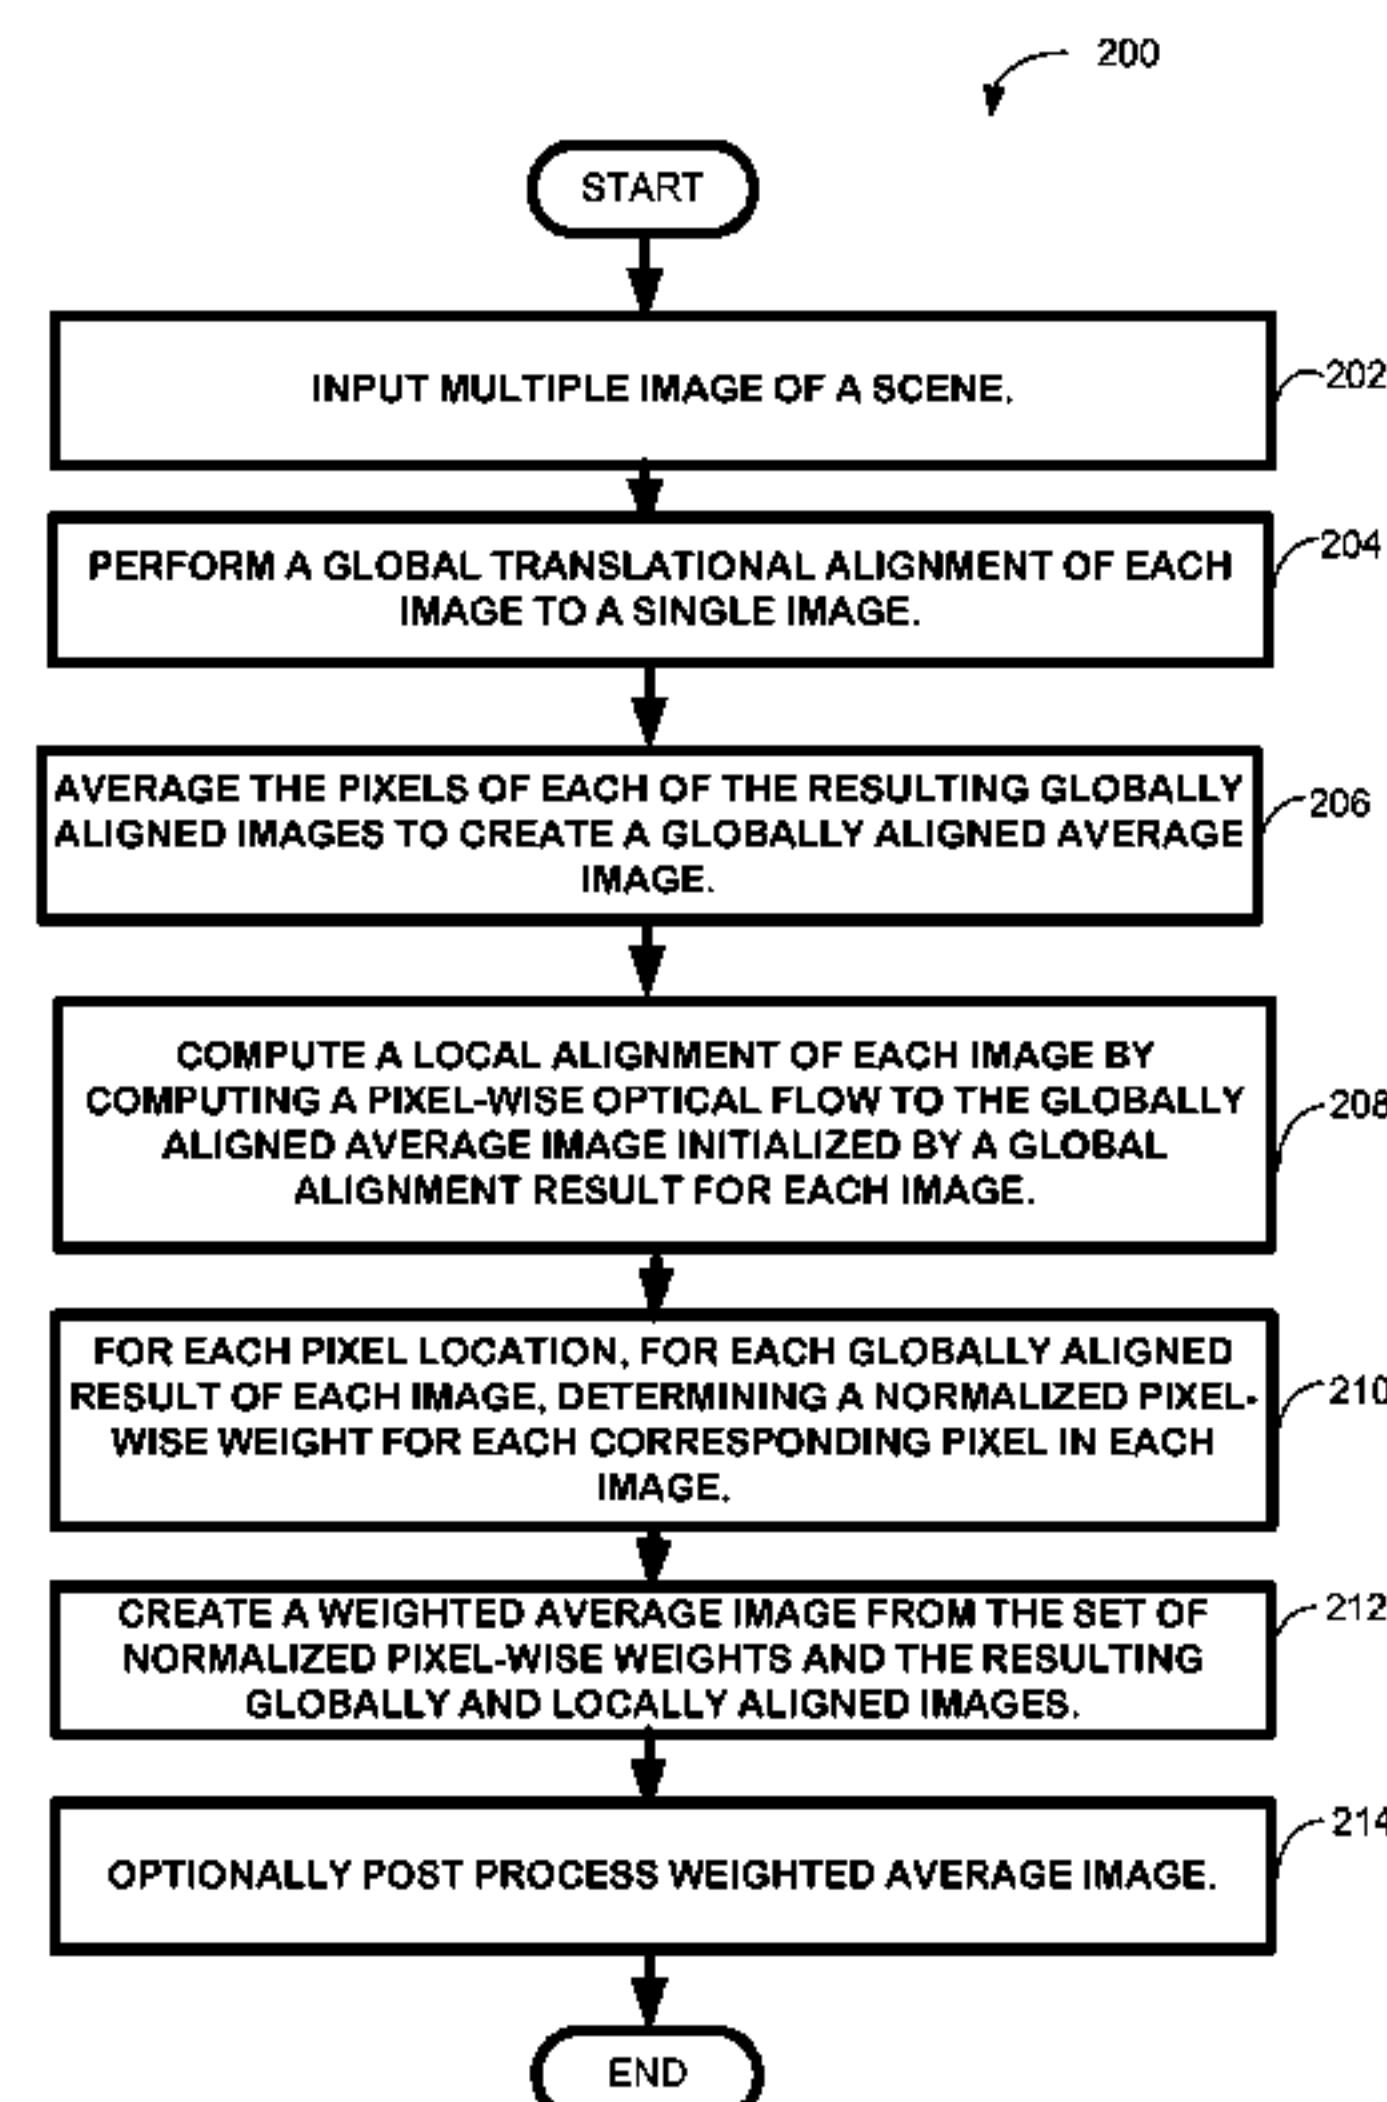 200
START
INPUT MULTIPLE IMAGE OF A SCENE.
202
PERFORM A GLOBAL TRANSLATIONAL ALIGNMENT OF EACH
IMAGE TO A SINGLE IMAGE.
204
AVERAGE THE PIXELS OF EACH OF THE RESULTING GLOBALLY
ALIGNED IMAGES TO CREATE A GLOBALLY ALIGNED AVERAGE
IMAGE.
206
COMPUTE A LOCAL ALIGNMENT OF EACH IMAGE BY
COMPUTING A PIXEL-WISE OPTICAL FLOW TO THE GLOBALLY
ALIGNED AVERAGE IMAGE INITIALIZED BY A GLOBAL
ALIGNMENT RESULT FOR EACH IMAGE.
208
FOR EACH PIXEL LOCATION, FOR EACH GLOBALLY ALIGNED
RESULT OF EACH IMAGE, DETERMINING A NORMALIZED PIXEL-
WISE WEIGHT FOR EACH CORRESPONDING PIXEL IN EACH
IMAGE.
210
CREATE A WEIGHTED AVERAGE IMAGE FROM THE SET OF
NORMALIZED PIXEL-WISE WEIGHTS AND THE RESULTING
GLOBALLY AND LOCALLY ALIGNED IMAGES.
212
OPTIONALLY POST PROCESS WEIGHTED AVERAGE IMAGE.
214
END